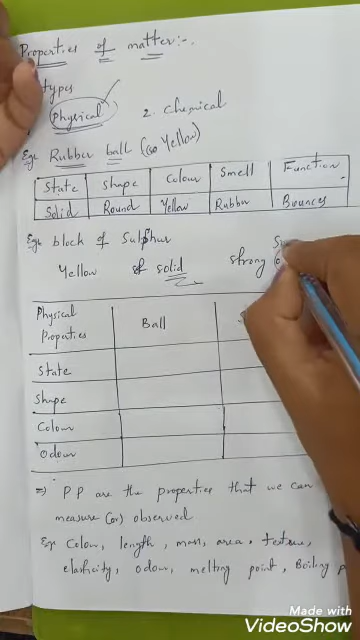 Properties of matter:-
types
Physical 2. Chemical
Eg: Rubber ball (Yellow)
State Shape Colour Smell Function
Solid Round Yellow Rubber Bounces
Eg: block of Sulphur
Yellow solid strong
Physical Properties Ball
State
Shape
Colour
Odour
=) PP are the properties that we can
measure (or) observed
Eg: Colour, length, mass, area, texture,
elasticity, odour, melting point, Boiling p
Made with
VideoShow